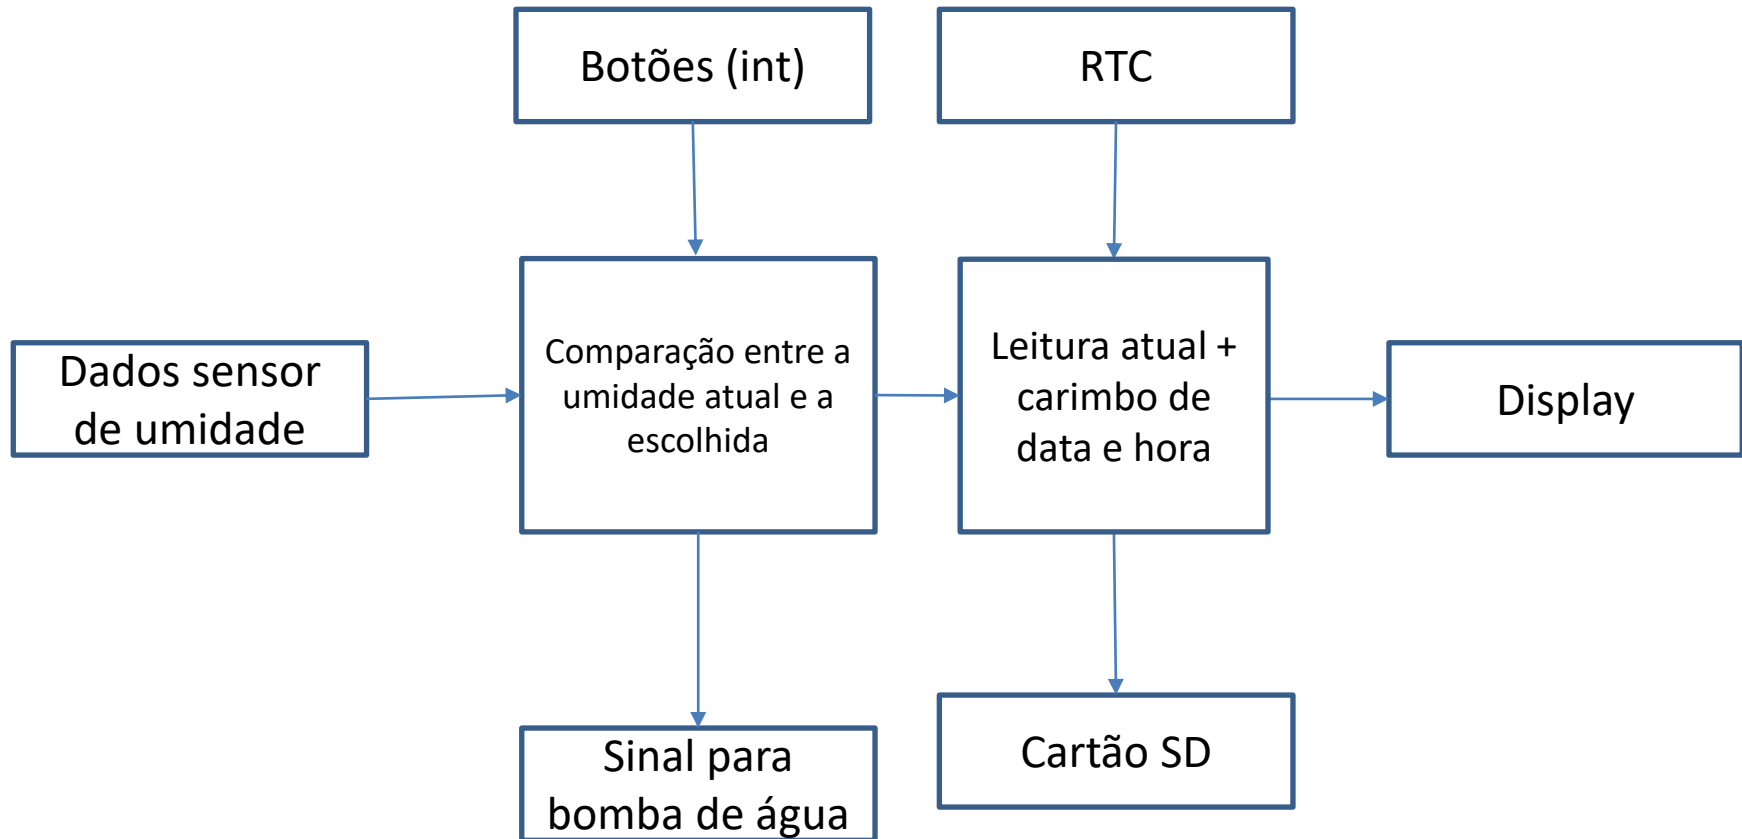 Botões (int)
RTC
Dados sensor
de umidade
Comparação entre a
umidade atual e a
escolhida
Leitura atual +
carimbo de
data e hora
Display
Sinal para
bomba de água
Cartão SD